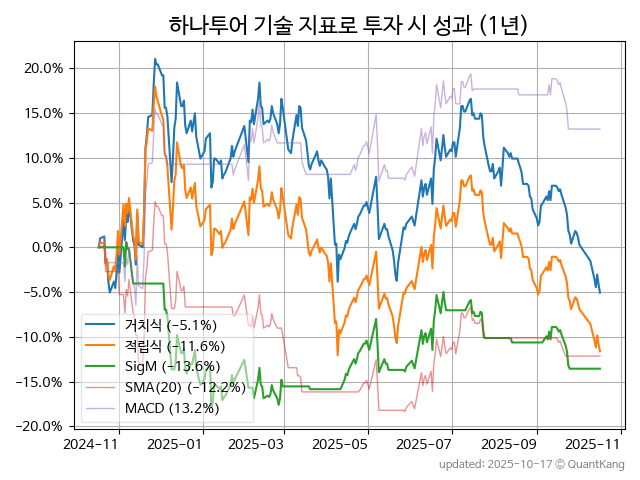 하나투어 기술 지표로 투자 시 성과 (1년)
20.0%
15.0%
10.0%
5.0%
0.0%
−5.0%
−10.0%
−15.0%
−20.0%
거치식 (−5.1%)
적립식 (−11.6%)
SigM (−13.6%)
SMA(20) (−12.2%)
MACD (13.2%)
2024-11 2025-01 2025-03 2025-05 2025-07 2025-09 2025-11
updated: 2025-10-17 © QuantKang